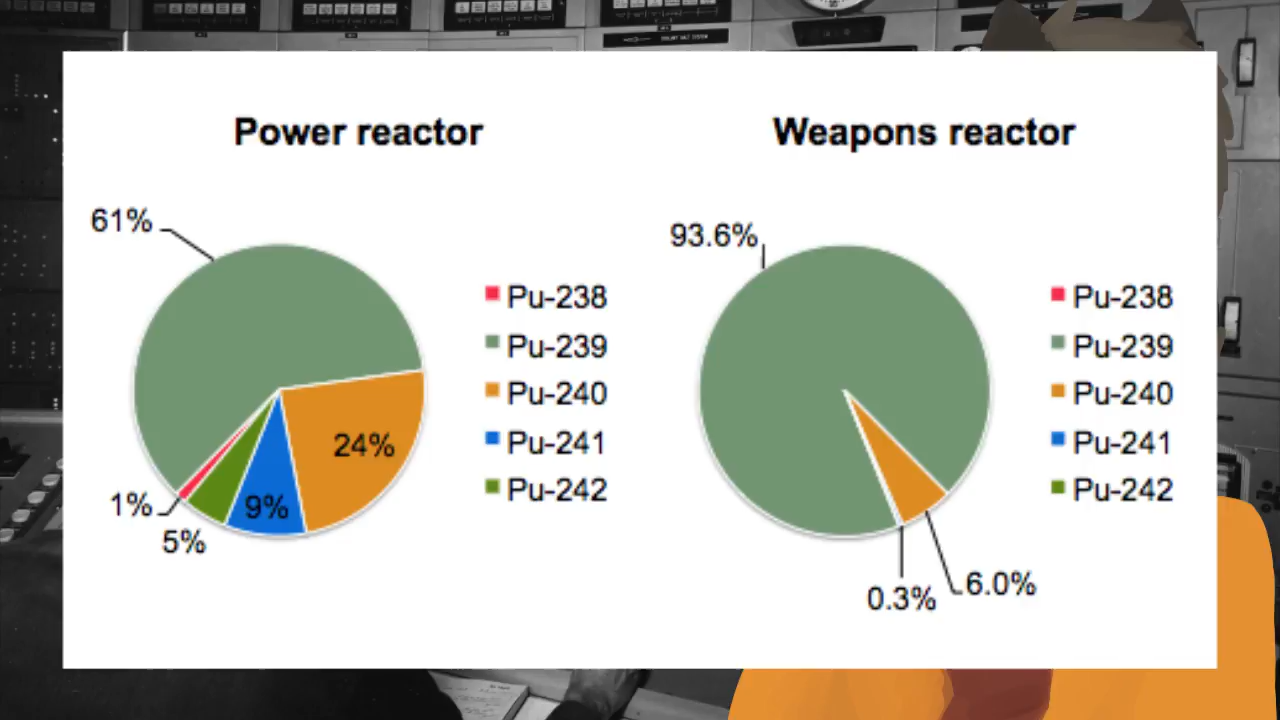 Power reactor
61%
24%
9%
5%
1%
Pu-238
Pu-239
Pu-240
Pu-241
Pu-242
Weapons reactor
93.6%
6.0%
0.3%
Pu-238
Pu-239
Pu-240
Pu-241
Pu-242